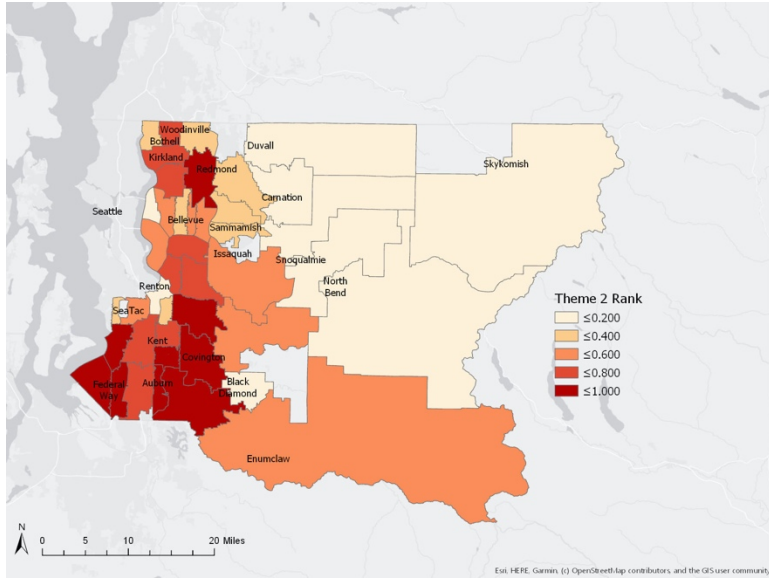 Woodinville
Bothell
Duvall
Kirkland
Redmond
Skykomish
Carnation
Seattle
Bellevue
Sammamish
Issaquah
Snoqualmie
North
Bend
Renton
SeaTac
Kent
Covington
Federal
Way
Auburn
Black
Diamond
Enumclaw
Theme 2 Rank
≤0.200
≤0.400
≤0.600
≤0.800
≤1.000
N
0 5 10 20 Miles
Esri, HERE, Garmin, (c) OpenStreetMap contributors, and the GIS user community